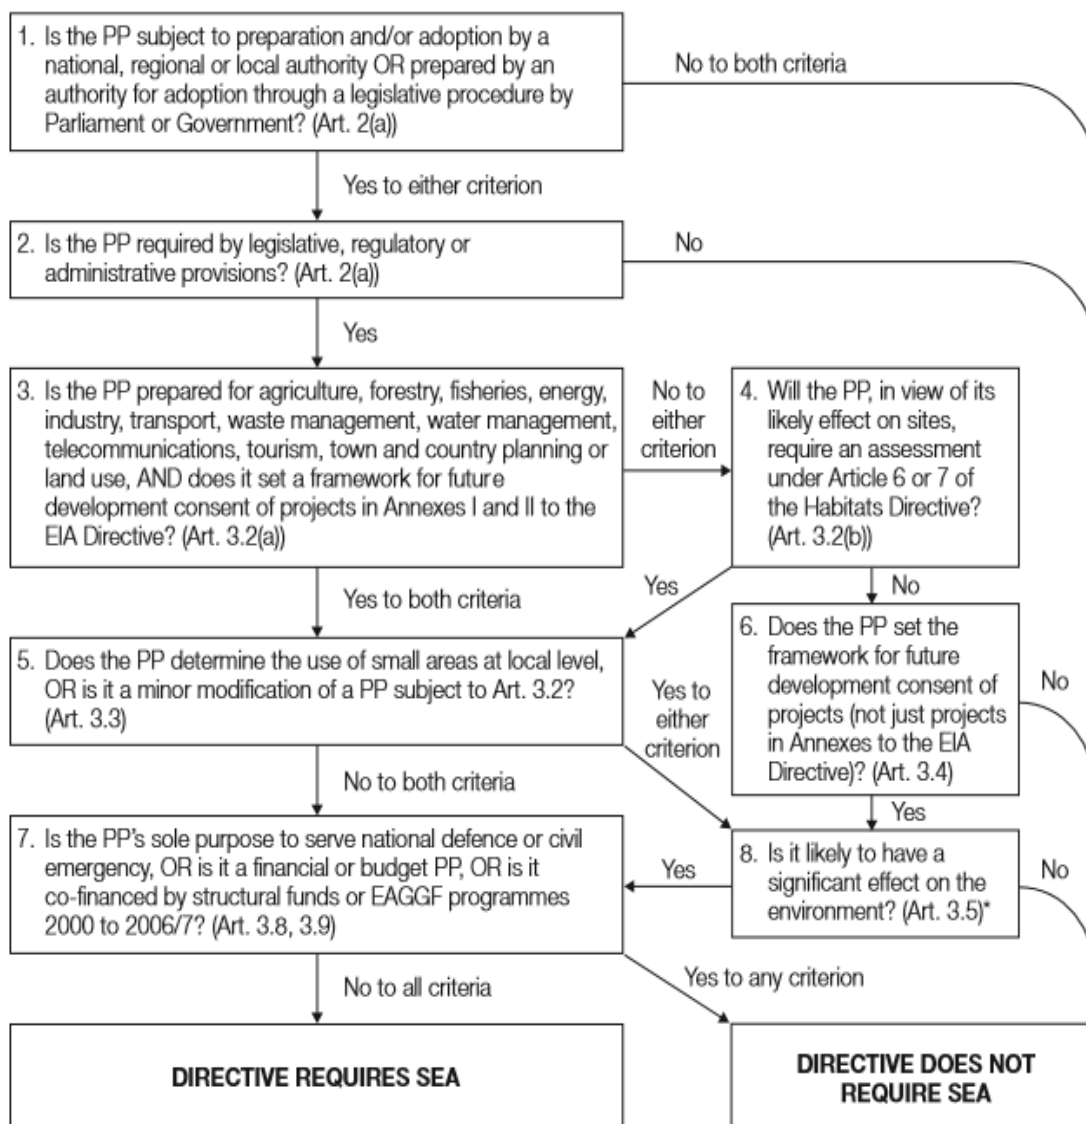 1. Is the PP subject to preparation and/or adoption by a
national, regional or local authority OR prepared by an
authority for adoption through a legislative procedure by
Parliament or Government? (Art. 2(a))
No to both criteria
Yes to either criterion
2. Is the PP required by legislative, regulatory or
administrative provisions? (Art. 2(a))
No
Yes
3. Is the PP prepared for agriculture, forestry, fisheries, energy,
industry, transport, waste management, water management,
telecommunications, tourism, town and country planning or
land use, AND does it set a framework for future
development consent of projects in Annexes I and II to the
EIA Directive? (Art. 3.2(a))
No to
either
criterion
4. Will the PP, in view of its
likely effect on sites,
require an assessment
under Article 6 or 7 of
the Habitats Directive?
(Art. 3.2(b))
Yes to both criteria
Yes
No
5. Does the PP determine the use of small areas at local level,
OR is it a minor modification of a PP subject to Art. 3.2?
(Art. 3.3)
Yes to
either
criterion
6. Does the PP set the
framework for future
development consent of
projects (not just projects
in Annexes to the EIA
Directive)? (Art. 3.4)
No
No to both criteria
Yes
7. Is the PP's sole purpose to serve national defence or civil
emergency, OR is it a financial or budget PP, OR is it
co-financed by structural funds or EAGGF programmes
2000 to 2006/7? (Art. 3.8, 3.9)
Yes
8. Is it likely to have a
significant effect on the
environment? (Art. 3.5)*
No
No to all criteria
Yes to any criterion
DIRECTIVE REQUIRES SEA
DIRECTIVE DOES NOT
REQUIRE SEA